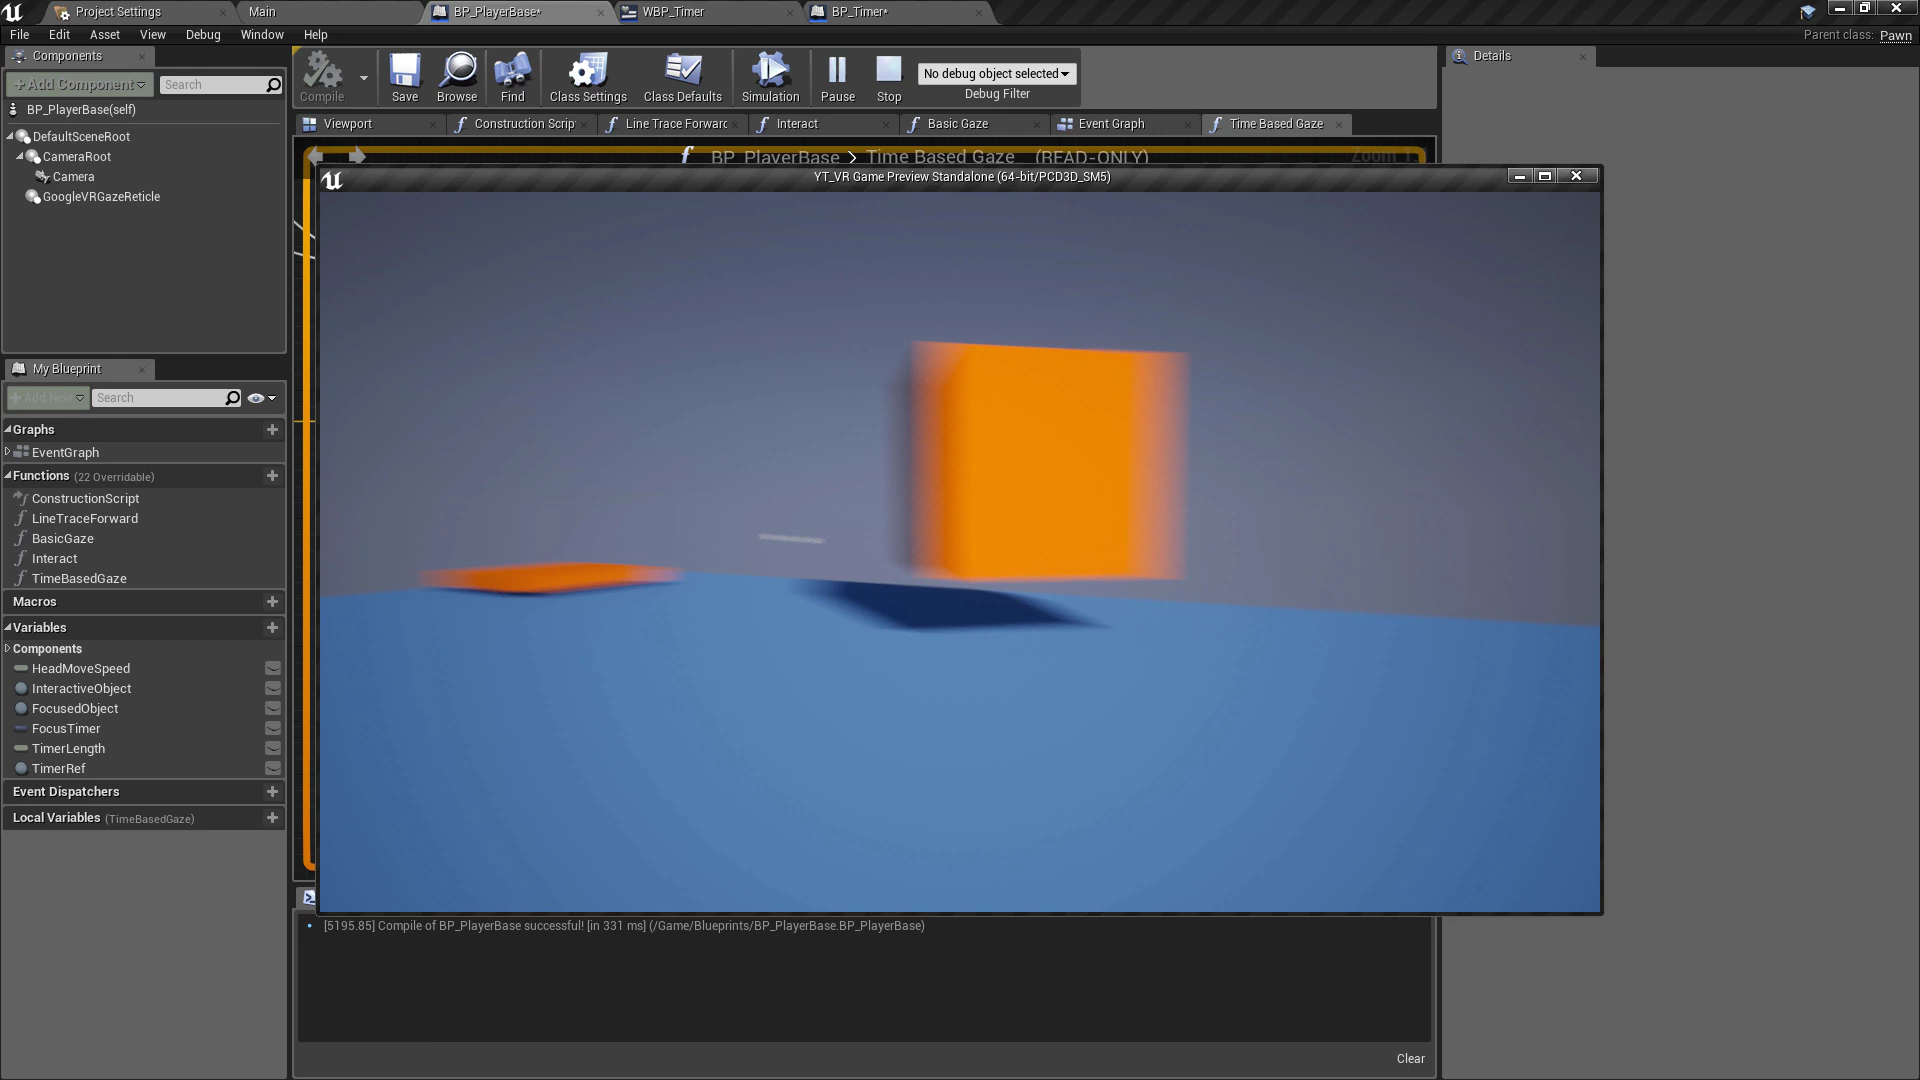 Project Settings
Main
BP_PlayerBase*
WBP_Timer
BP_Timer*
File Edit Asset View Debug Window Help
Parent class: Pawn
Components
Add Component
Search
BP_PlayerBase(self)
DefaultSceneRoot
CameraRoot
Camera
GoogleVRGazeReticle
Compile
Save
Browse
Find
Class Settings
Class Defaults
Simulation
Pause
Stop
No debug object selected
Debug Filter
Details
Viewport
Construction Scrip
Line Trace Forwarc
Interact
Basic Gaze
Event Graph
Time Based Gaze
BP_PlayerBase > Time Based Gaze (READ-ONLY)
Zoom 1
YT_VR Game Preview Standalone (64-bit/PCD3D_SM5)
My Blueprint
Add New
Search
Graphs
EventGraph
Functions (22 Overridable)
ConstructionScript
LineTraceForward
BasicGaze
Interact
TimeBasedGaze
Macros
Variables
Components
HeadMoveSpeed
InteractiveObject
FocusedObject
FocusTimer
TimerLength
TimerRef
Event Dispatchers
Local Variables (TimeBasedGaze)
[5195.85] Compile of BP_PlayerBase successful! [in 331 ms] (/Game/Blueprints/BP_PlayerBase.BP_PlayerBase)
Clear